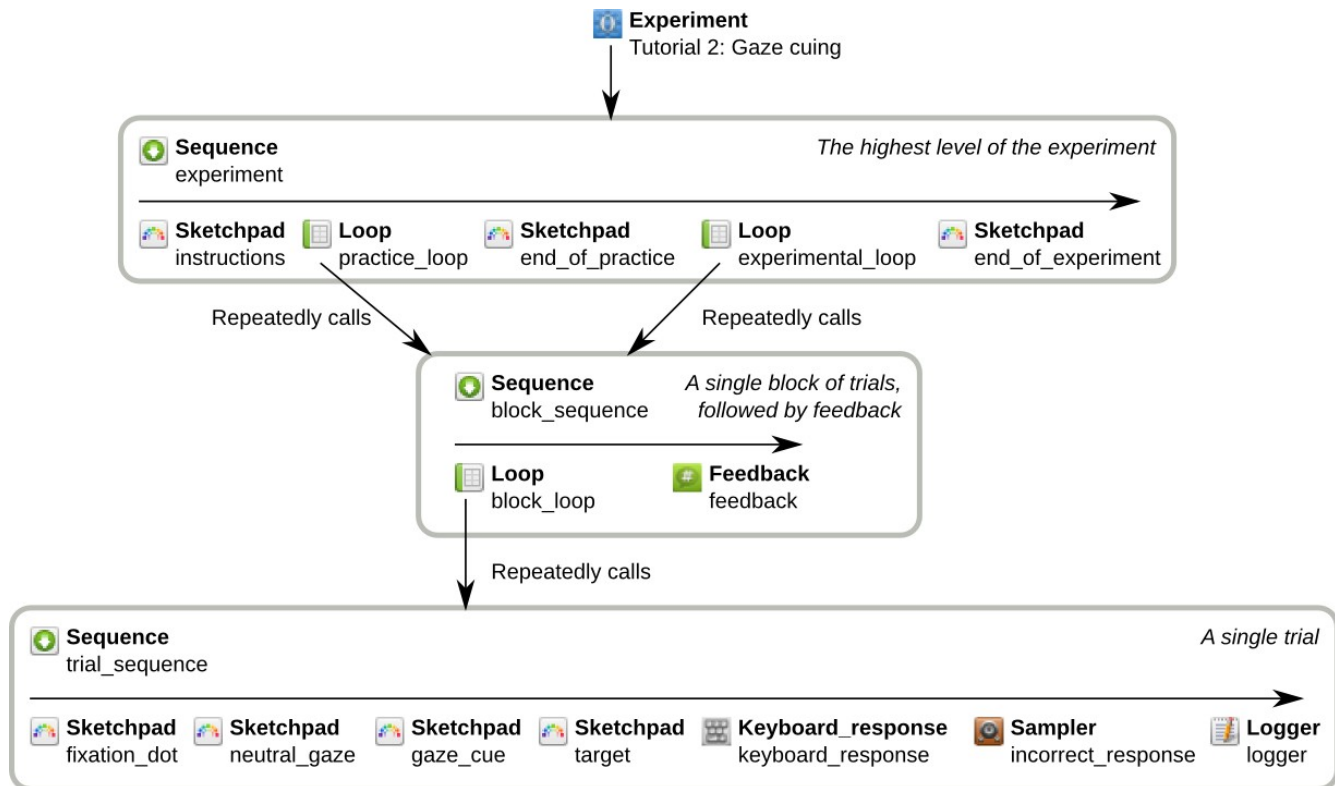 Experiment
Tutorial 2: Gaze cuing
Sequence
experiment
The highest level of the experiment
Sketchpad
instructions
Loop
practice_loop
Sketchpad
end_of_practice
Loop
experimental_loop
Sketchpad
end_of_experiment
Repeatedly calls
Repeatedly calls
Sequence
block_sequence
A single block of trials,
followed by feedback
Loop
block_loop
Feedback
feedback
Repeatedly calls
Sequence
trial_sequence
A single trial
Sketchpad
fixation_dot
Sketchpad
neutral_gaze
Sketchpad
gaze_cue
Sketchpad
target
Keyboard_response
keyboard_response
Sampler
incorrect_response
Logger
logger